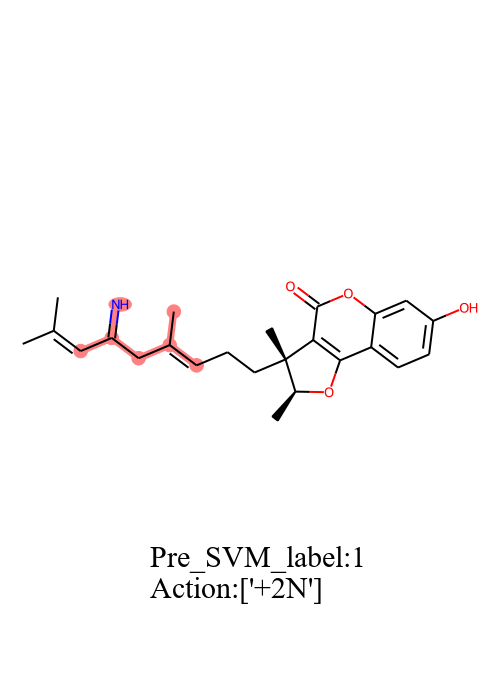 NH
O
O
OH
O
Pre_SVM_label:1
Action:['+2N']